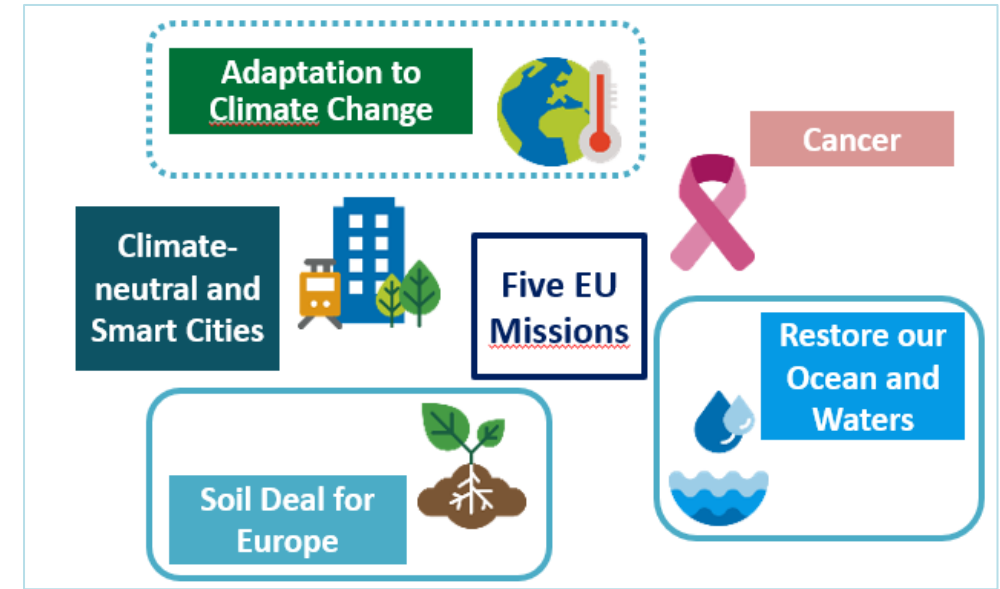 Adaptation to
Climate Change
Cancer
Climate-
neutral and
Smart Cities
Five EU
Missions
Restore our
Ocean and
Waters
Soil Deal for
Europe